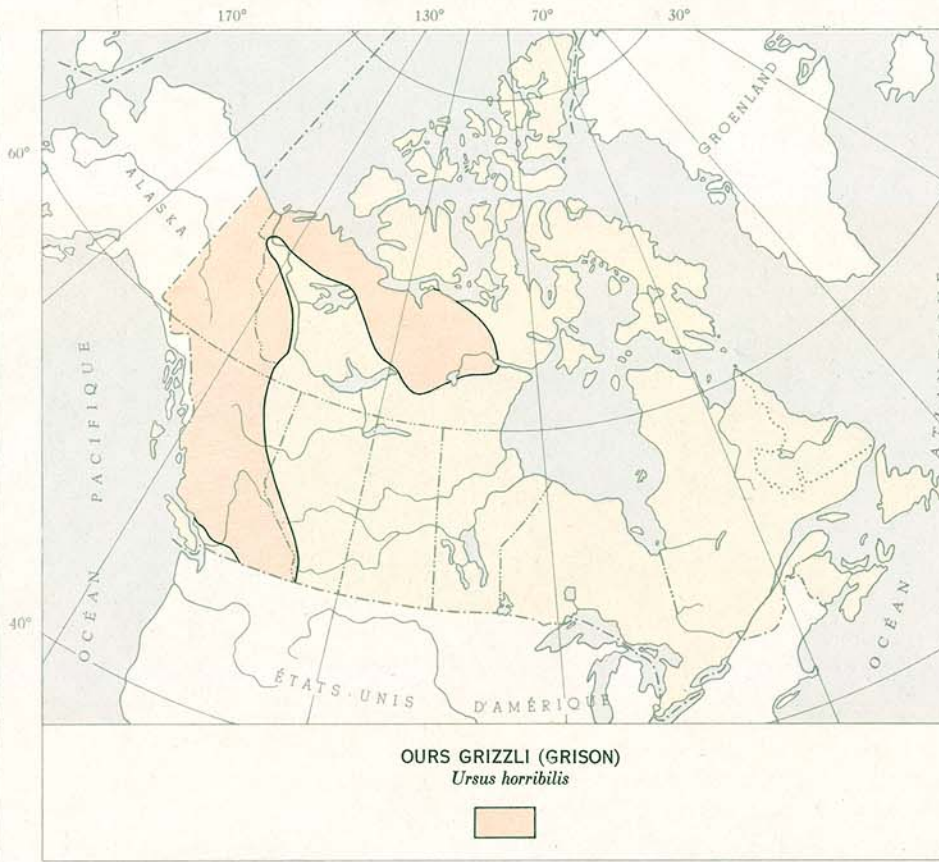 170°
130°
70°
30°
60°
40°
ALASKA
GROENLAND
OCÉAN PACIFIQUE
OCÉAN
ÉTATS-UNIS D'AMÉRIQUE
OURS GRIZZLI (GRISON)
Ursus horribilis